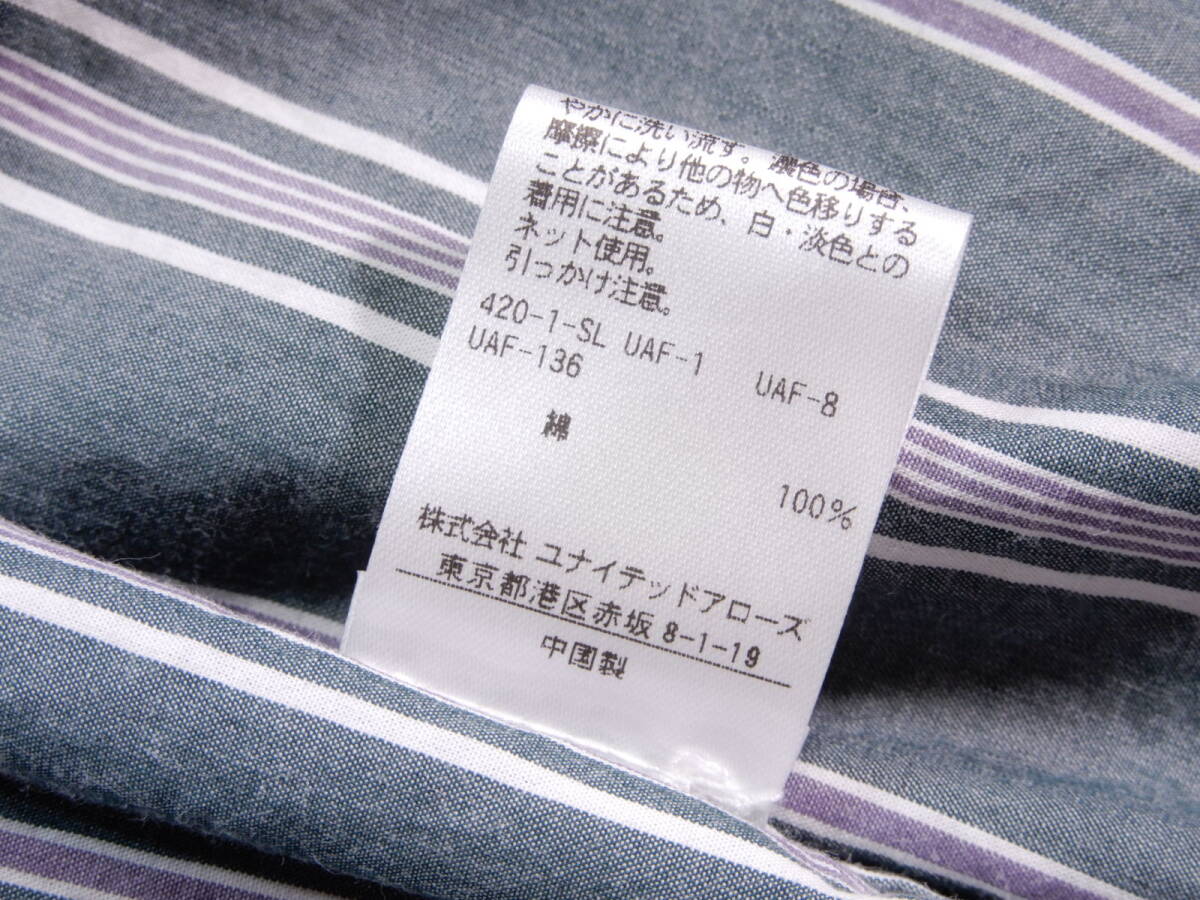 やかに洗い流す。濃色の場合、
摩擦により他の物へ色移りする
ことがあるため、白・淡色との
着用に注意。
ネット使用。
引っかけ注意。
420-1-SL UAF-1 UAF-8
UAF-136
綿 100%
株式会社 ユナイテッドアローズ
東京都港区赤坂 8-1-19
中国製